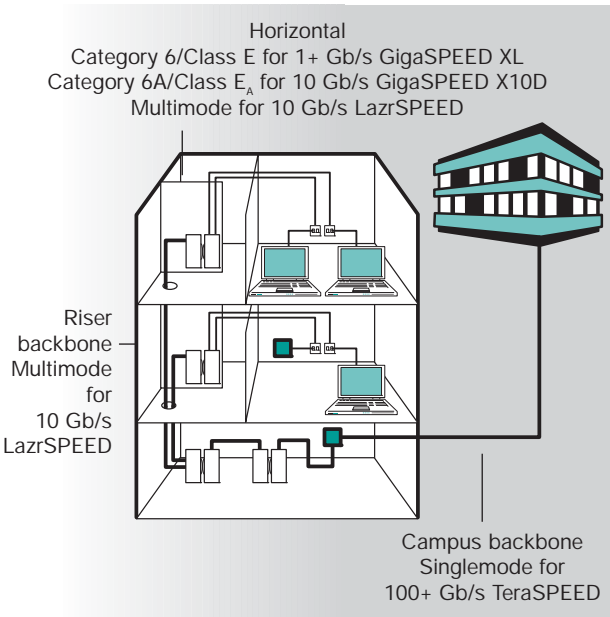 Horizontal
Category 6/Class E for 1+ Gb/s GigaSPEED XL
Category 6A/Class E_A for 10 Gb/s GigaSPEED X10D
Multimode for 10 Gb/s LazrSPEED
Riser
backbone
Multimode
for
10 Gb/s
LazrSPEED
Campus backbone
Singlemode for
100+ Gb/s TeraSPEED